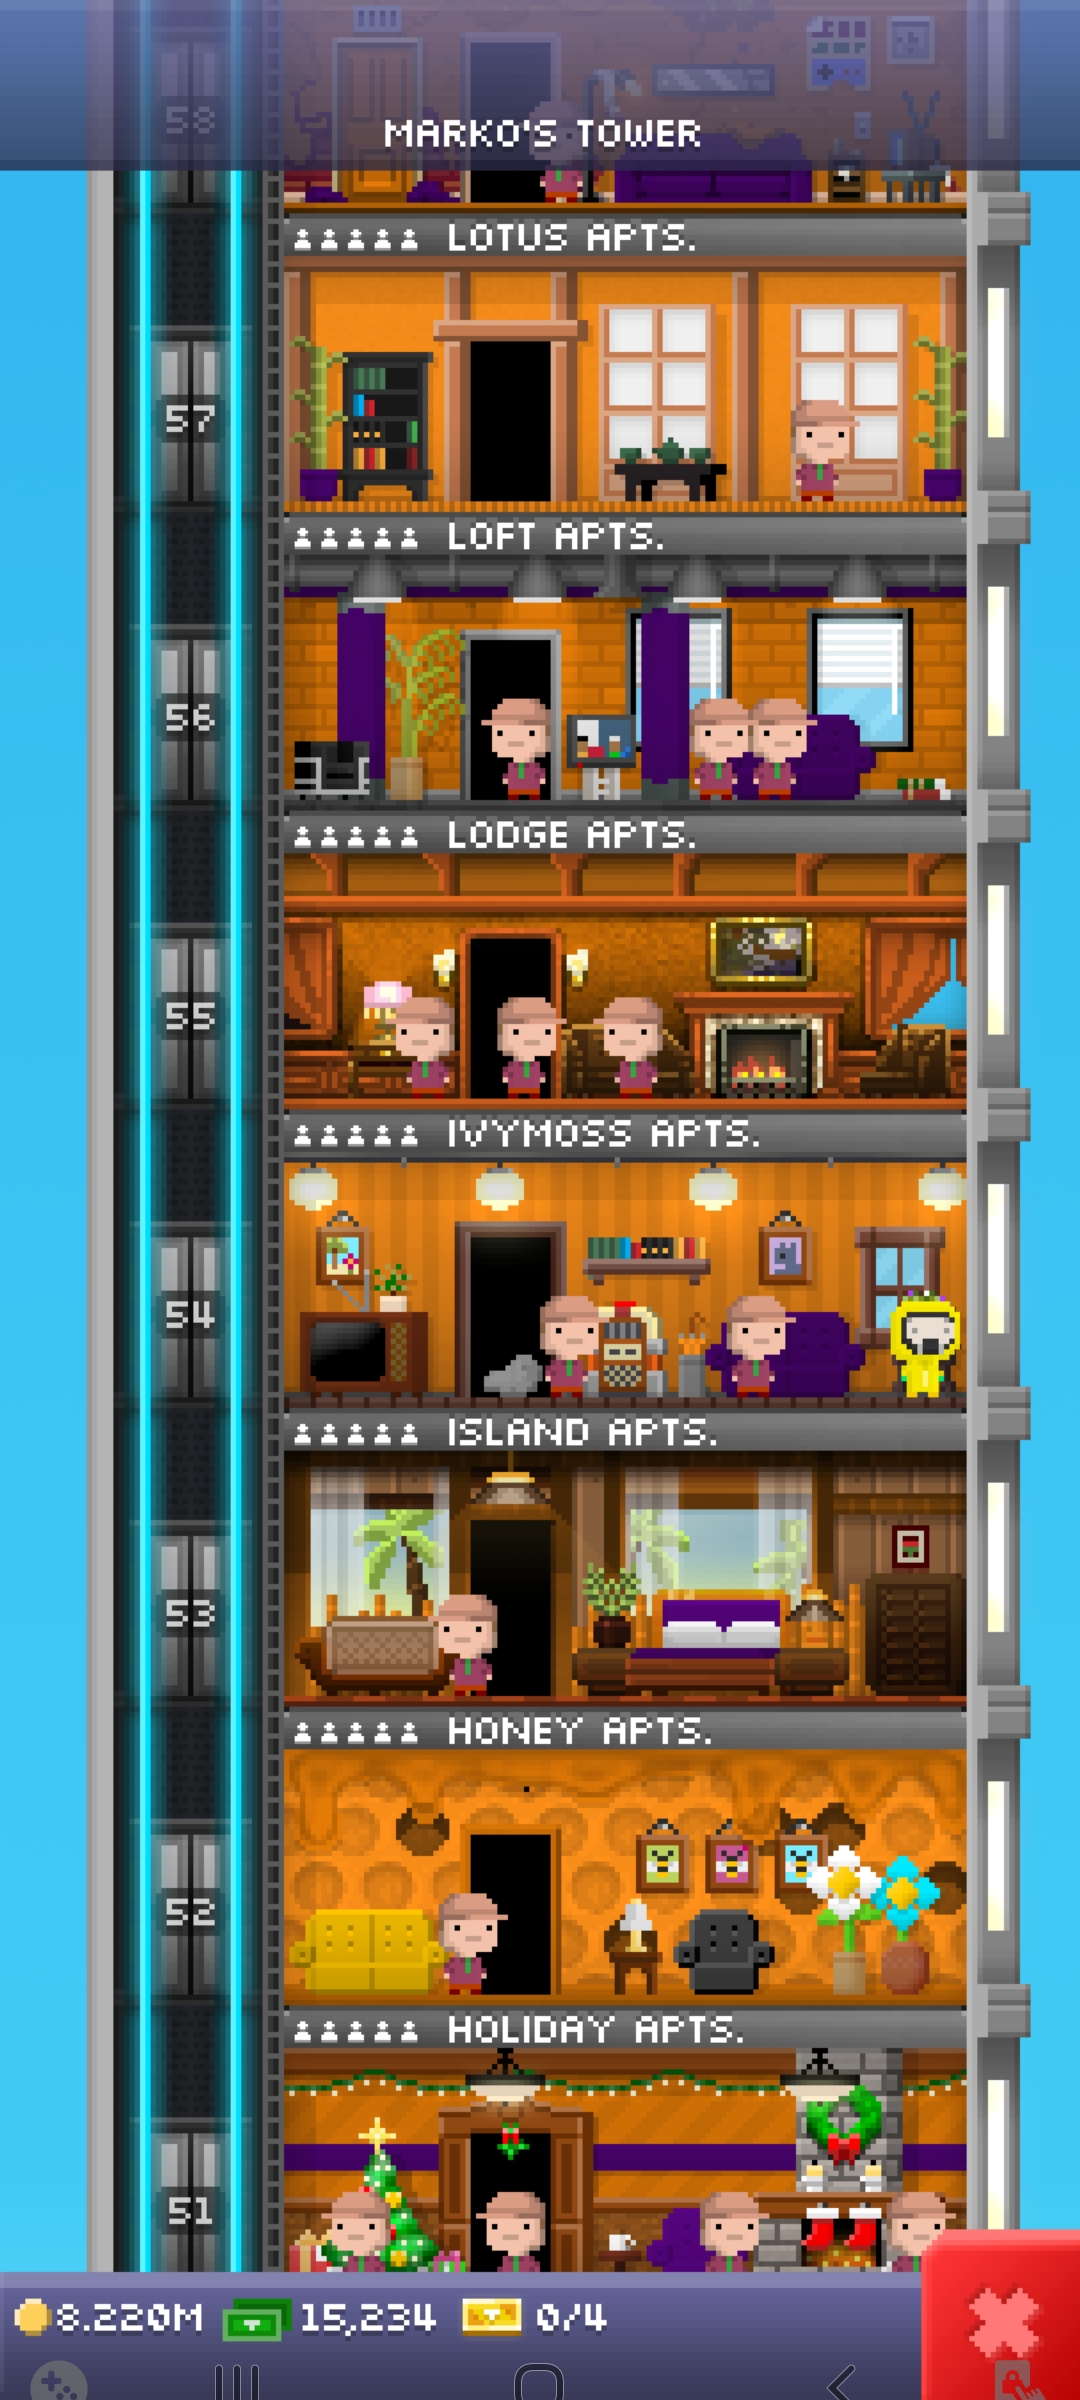 58
MARKO'S TOWER
LOTUS APTS.
57
LOFT APTS.
56
LODGE APTS.
55
IVYMOSS APTS.
54
ISLAND APTS.
53
HONEY APTS.
52
HOLIDAY APTS.
51
8.220M 15,234 0/4